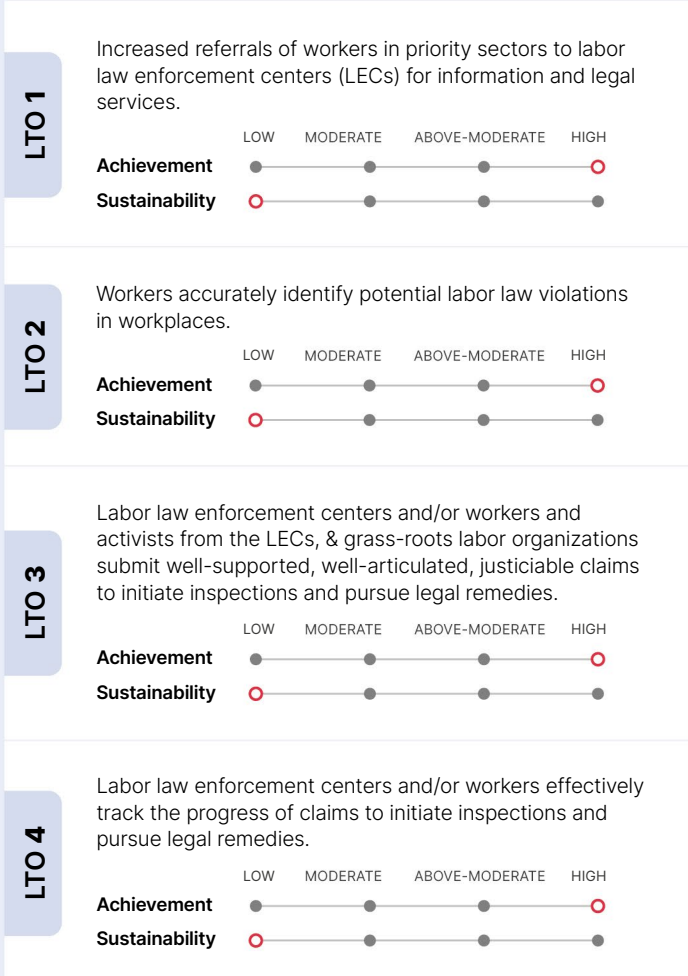 LTO 1
Increased referrals of workers in priority sectors to labor
law enforcement centers (LECs) for information and legal
services.
LOW MODERATE ABOVE-MODERATE HIGH
Achievement
Sustainability
LTO 2
Workers accurately identify potential labor law violations
in workplaces.
LOW MODERATE ABOVE-MODERATE HIGH
Achievement
Sustainability
LTO 3
Labor law enforcement centers and/or workers and
activists from the LECs, & grass-roots labor organizations
submit well-supported, well-articulated, justiciable claims
to initiate inspections and pursue legal remedies.
LOW MODERATE ABOVE-MODERATE HIGH
Achievement
Sustainability
LTO 4
Labor law enforcement centers and/or workers effectively
track the progress of claims to initiate inspections and
pursue legal remedies.
LOW MODERATE ABOVE-MODERATE HIGH
Achievement
Sustainability